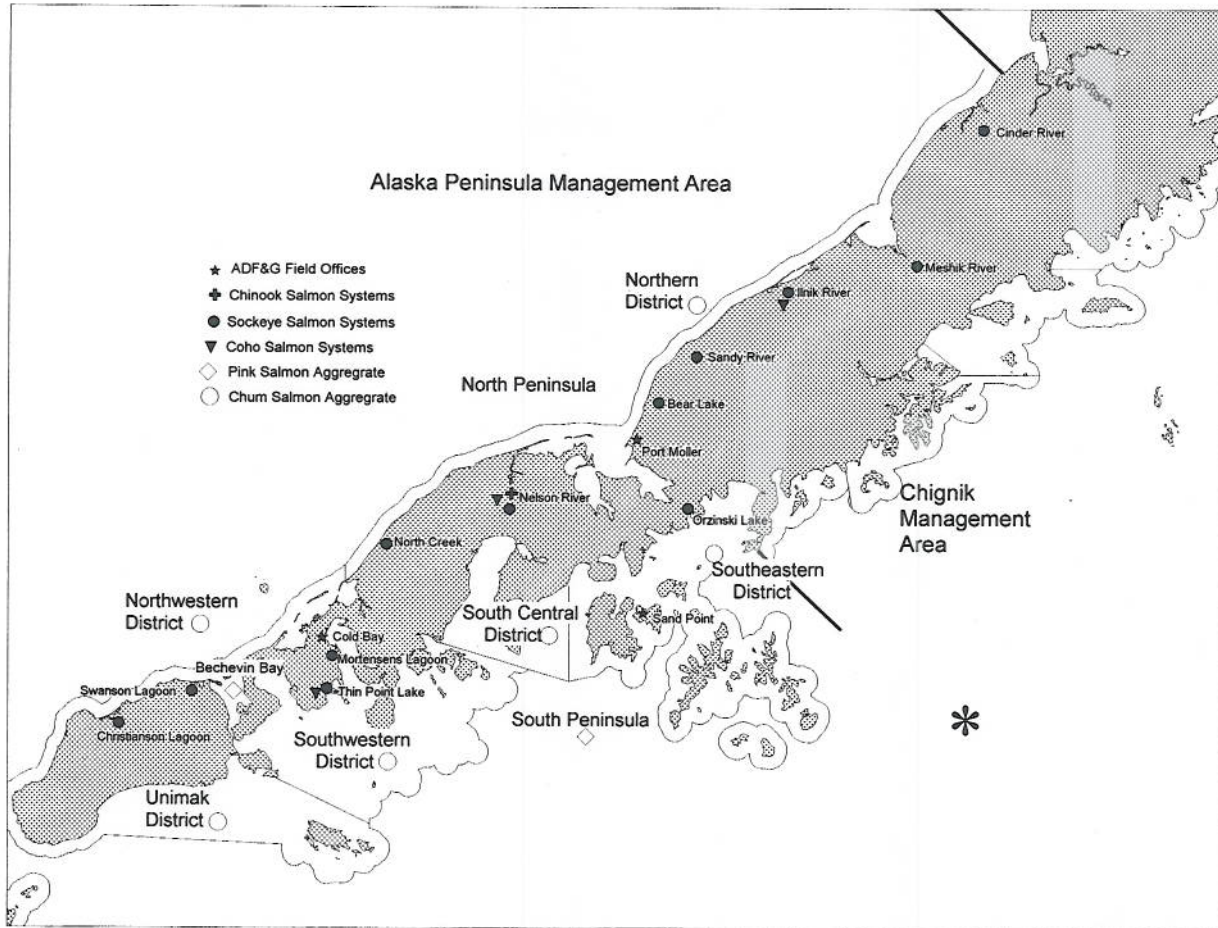 Cinder River
Alaska Peninsula Management Area
ADF&G Field Offices
Chinook Salmon Systems
Sockeye Salmon Systems
Coho Salmon Systems
Pink Salmon Aggregrate
Chum Salmon Aggregrate
Northern
District
Meshik River
Ilnik River
Sandy River
North Peninsula
Bear Lake
Port Moller
Nelson River
Chignik
Management
Area
Orzinski Lake
North Creek
Southeastern
District
Northwestern
District
South Central
District
Sand Point
Cold Bay
Mortensens Lagoon
Bechevin Bay
Swanson Lagoon
Thin Point Lake
Christianson Lagoon
South Peninsula
Southwestern
District
Unimak
District
*